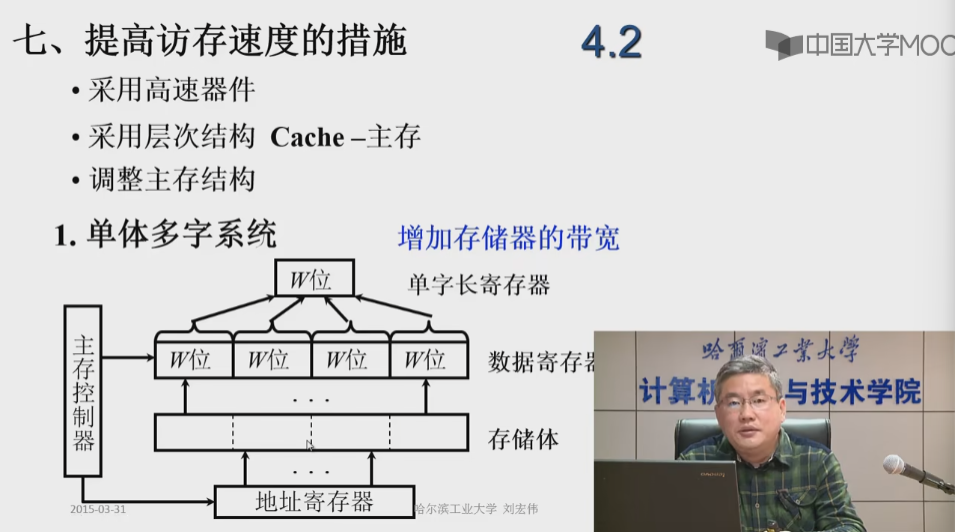 七、提高访存速度的措施
4.2
中国大学MOO
• 采用高速器件
• 采用层次结构 Cache –主存
• 调整主存结构
1. 单体多字系统
增加存储器的带宽
W位
单字长寄存器
主存控制器
W位 W位 W位 W位
数据寄存器
...
存储体
...
地址寄存器
2015-03-31
哈尔滨工业大学 刘宏伟
哈尔滨工业大学
计算机 与技术学院